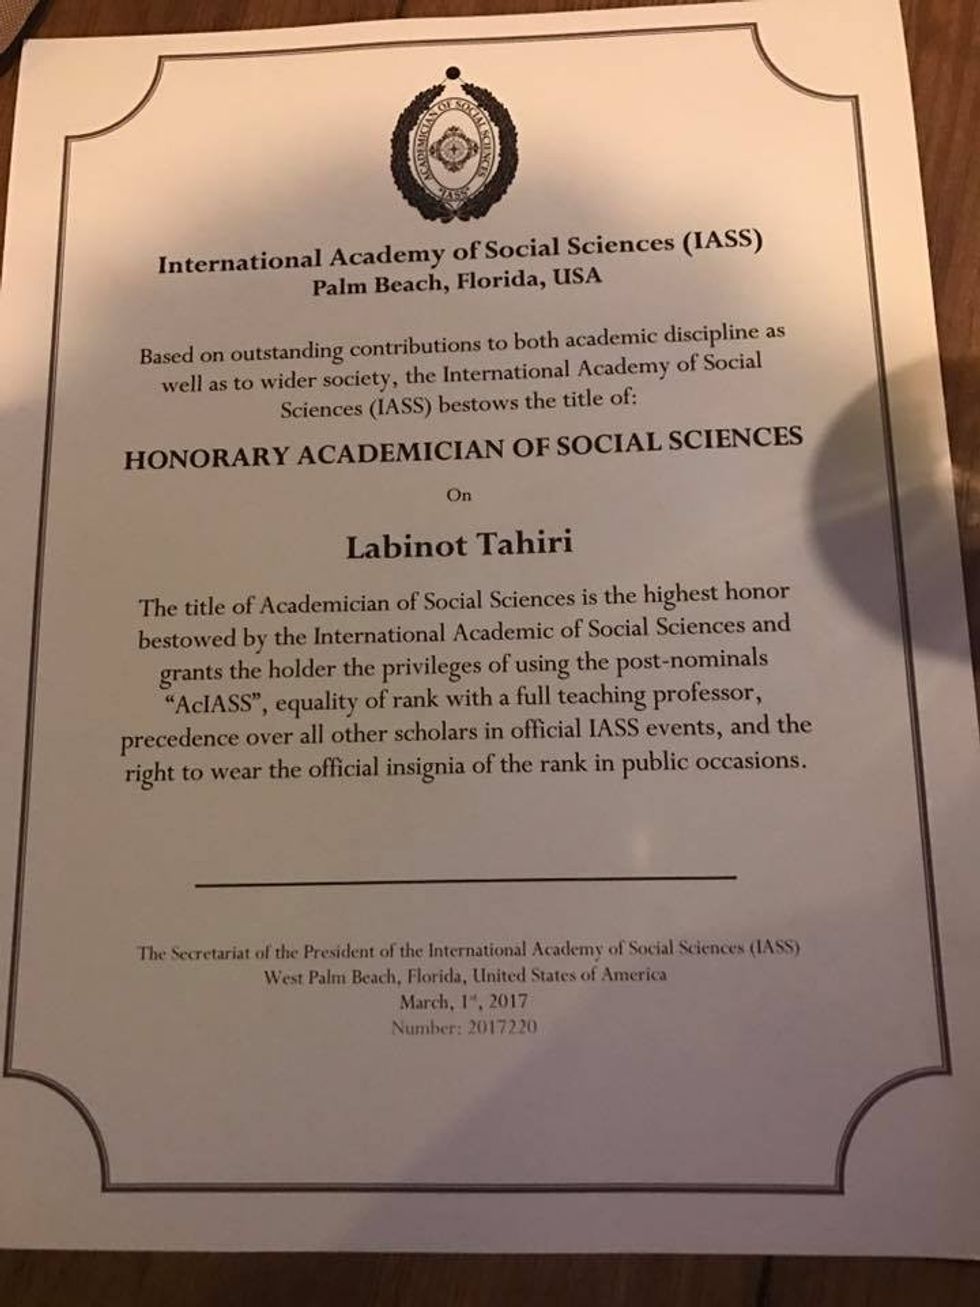 ACADEMICIAN OF SOCIAL SCIENCES
"IASS"
International Academy of Social Sciences (IASS)
Palm Beach, Florida, USA
Based on outstanding contributions to both academic discipline as
well as to wider society, the International Academy of Social
Sciences (IASS) bestows the title of:
HONORARY ACADEMICIAN OF SOCIAL SCIENCES
On
Labinot Tahiri
The title of Academician of Social Sciences is the highest honor
bestowed by the International Academic of Social Sciences and
grants the holder the privileges of using the post-nominals
“AcIASS”, equality of rank with a full teaching professor,
precedence over all other scholars in official IASS events, and the
right to wear the official insignia of the rank in public occasions.
The Secretariat of the President of the International Academy of Social Sciences (IASS)
West Palm Beach, Florida, United States of America
March, 1st, 2017
Number: 2017220